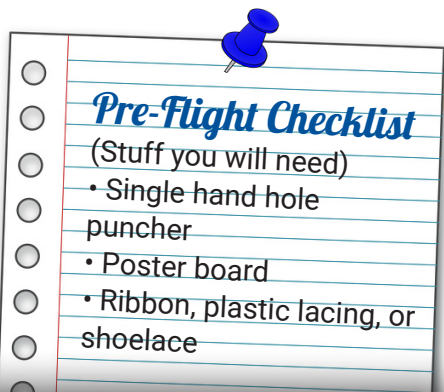 Pre-Flight Checklist
(Stuff you will need)
• Single hand hole
puncher
• Poster board
• Ribbon, plastic lacing, or
shoelace